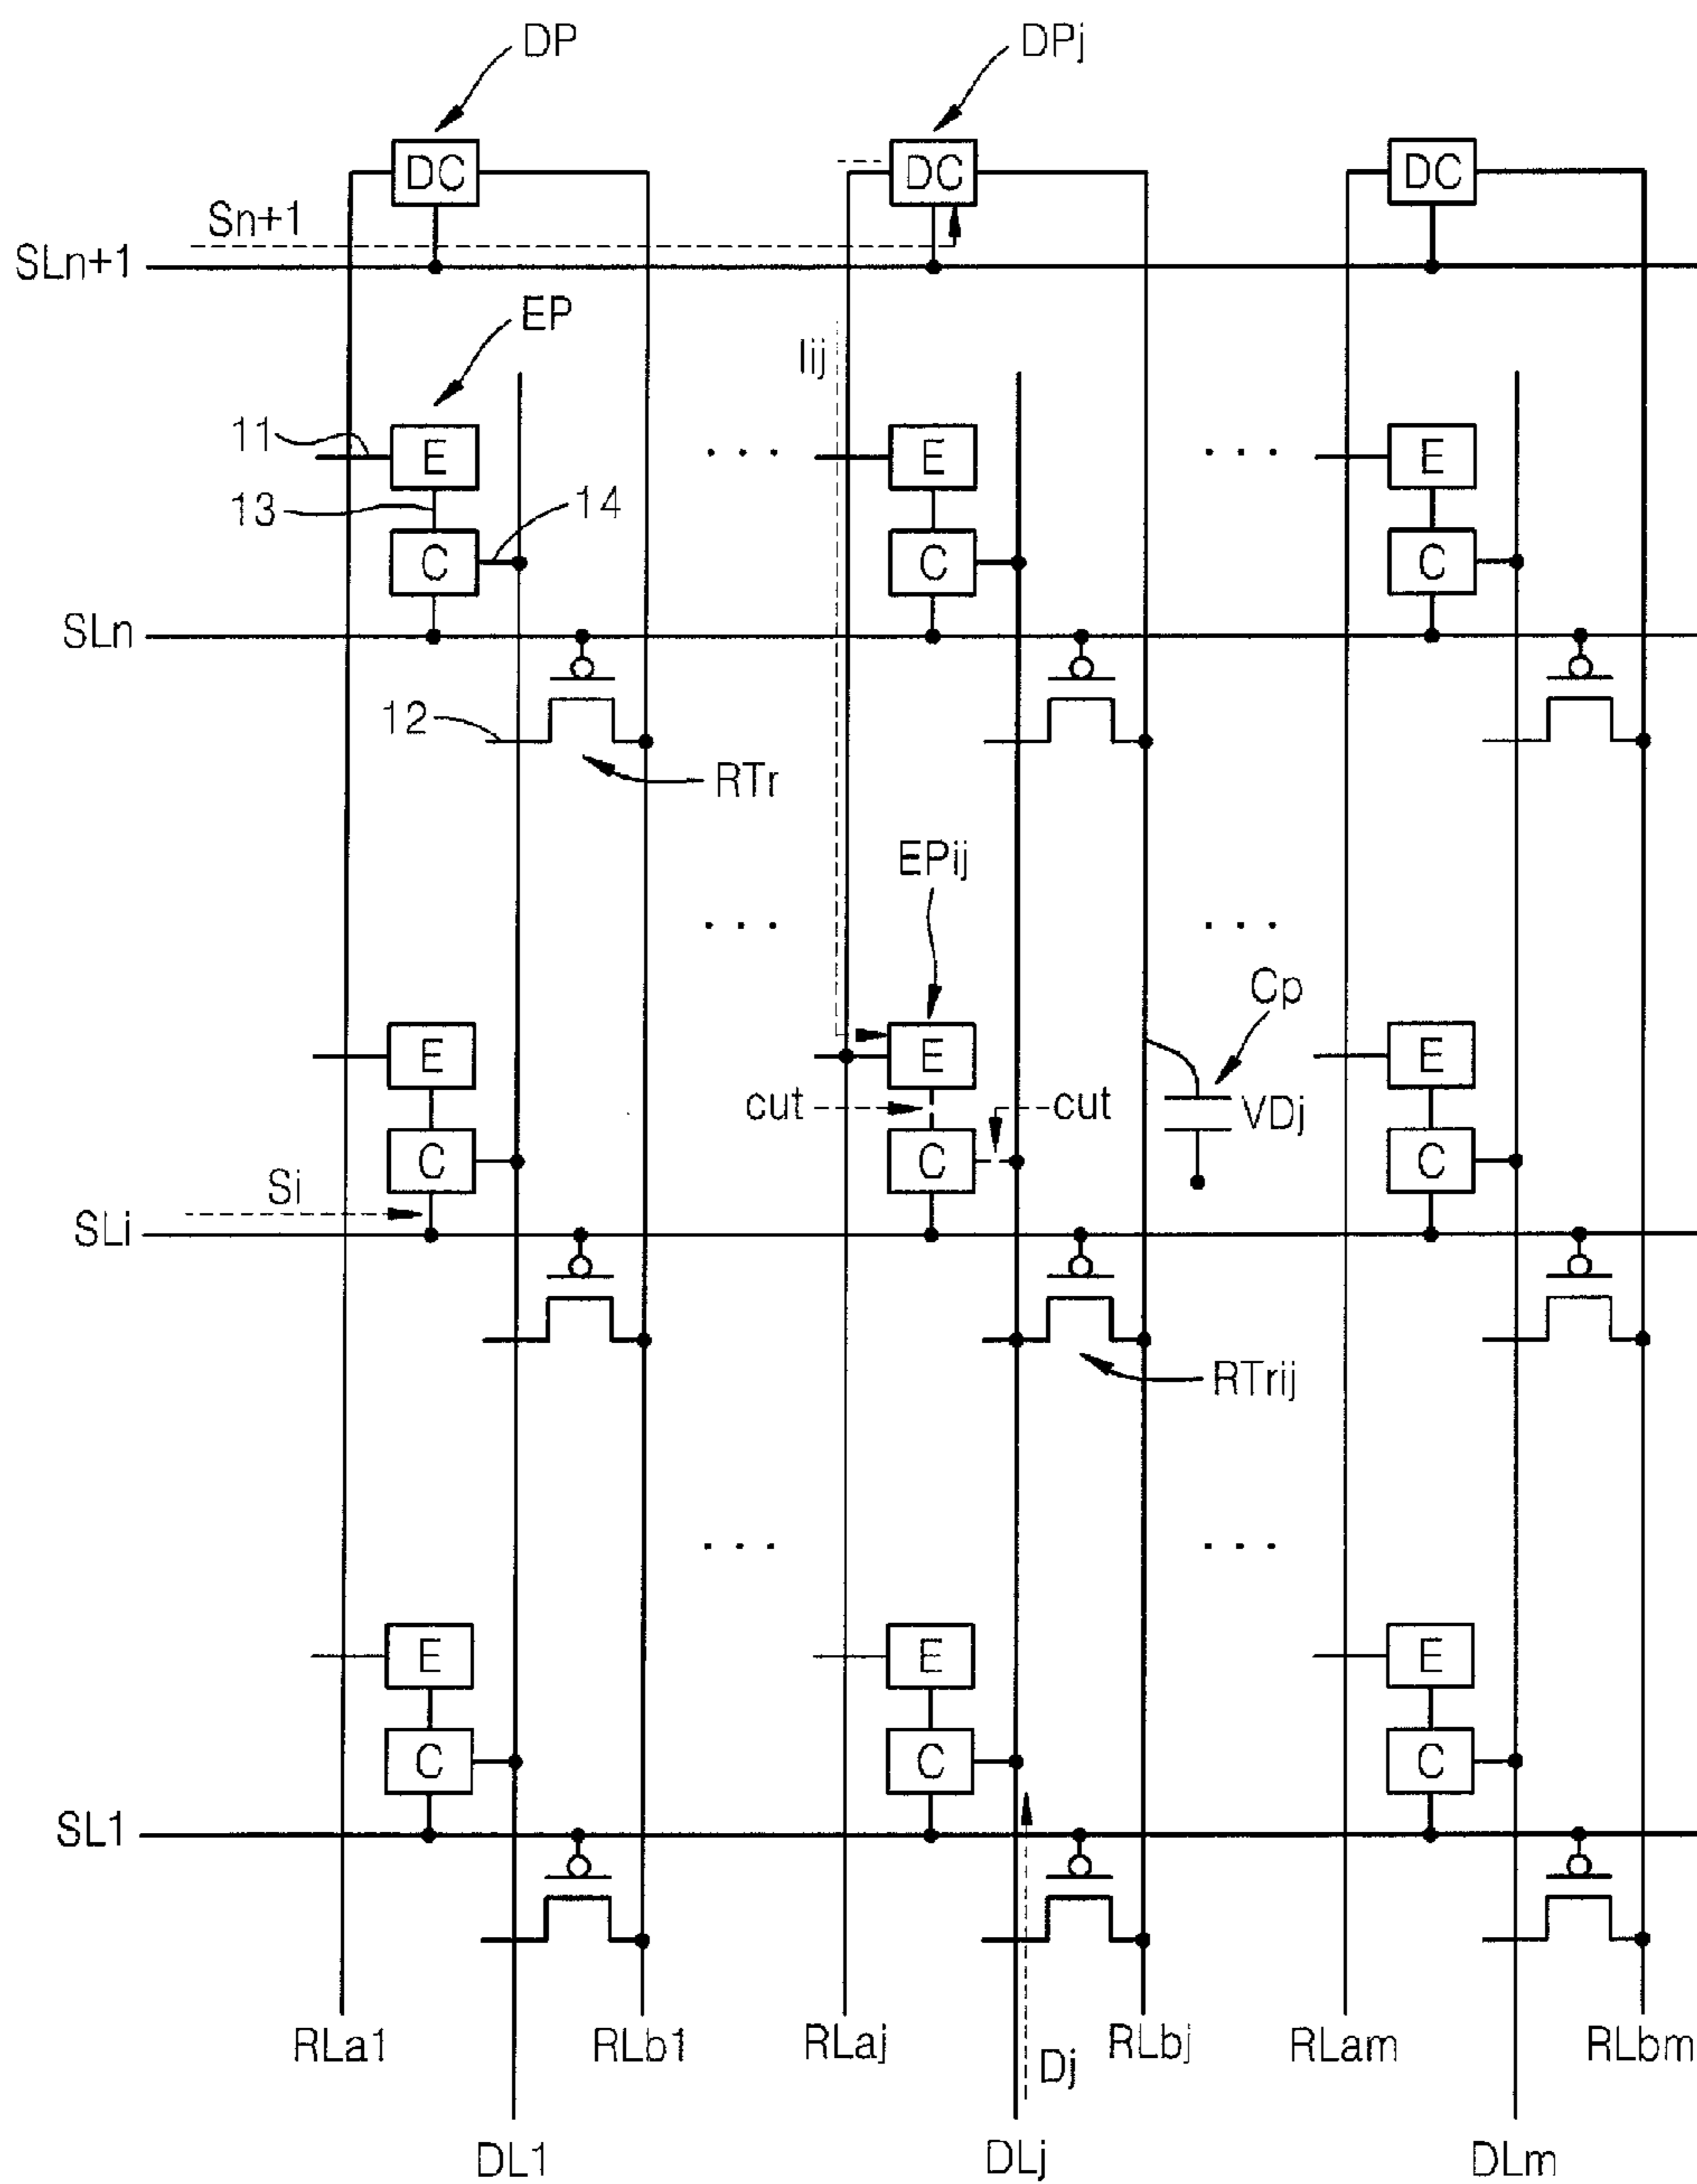 DP DPj
DC DC DC
Sn+1
SLn+1
EP
Iij
11 E ... E ... E
13 14
C C C
SLn
12
RTr
EPij
... ...
Cp
E E E
cut cut VDj
C C C
Si
SLi
RTrij
... ...
E E E
C C C
SL1
RLa1 RLb1 RLaj RLbj RLam RLbm
Dj
DL1 DLj DLm